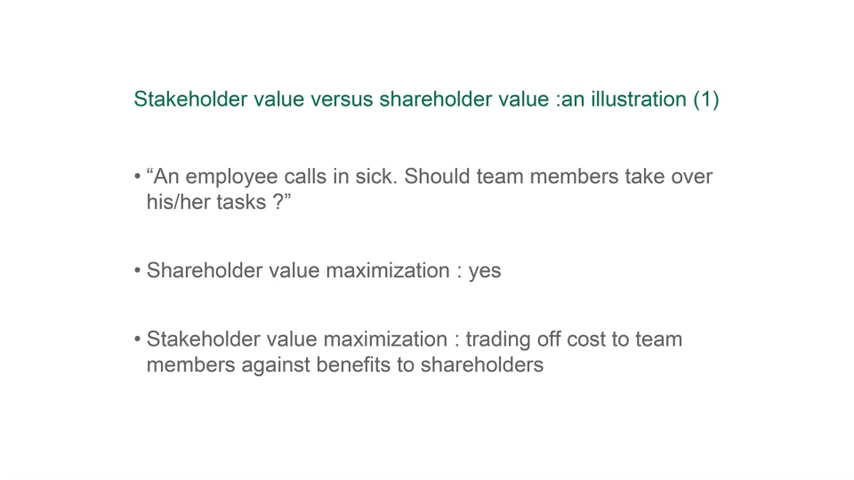 Stakeholder value versus shareholder value :an illustration (1)
• “An employee calls in sick. Should team members take over
his/her tasks ?”
• Shareholder value maximization : yes
• Stakeholder value maximization : trading off cost to team
members against benefits to shareholders